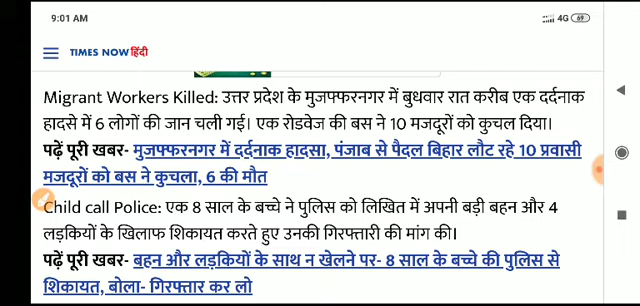 9:01 AM 4G 69
TIMES NOW हिंदी
Migrant Workers Killed: उत्तर प्रदेश के मुजफ्फरनगर में बुधवार रात करीब एक दर्दनाक
हादसे में 6 लोगों की जान चली गई। एक रोडवेज की बस ने 10 मजदूरों को कुचल दिया।
पढ़ें पूरी खबर- मुजफ्फरनगर में दर्दनाक हादसा, पंजाब से पैदल बिहार लौट रहे 10 प्रवासी
मजदूरों को बस ने कुचला, 6 की मौत
Child call Police: एक 8 साल के बच्चे ने पुलिस को लिखित में अपनी बड़ी बहन और 4
लड़कियों के खिलाफ शिकायत करते हुए उनकी गिरफ्तारी की मांग की।
पढ़ें पूरी खबर- बहन और लड़कियों के साथ न खेलने पर- 8 साल के बच्चे की पुलिस से
शिकायत, बोला- गिरफ्तार कर लो